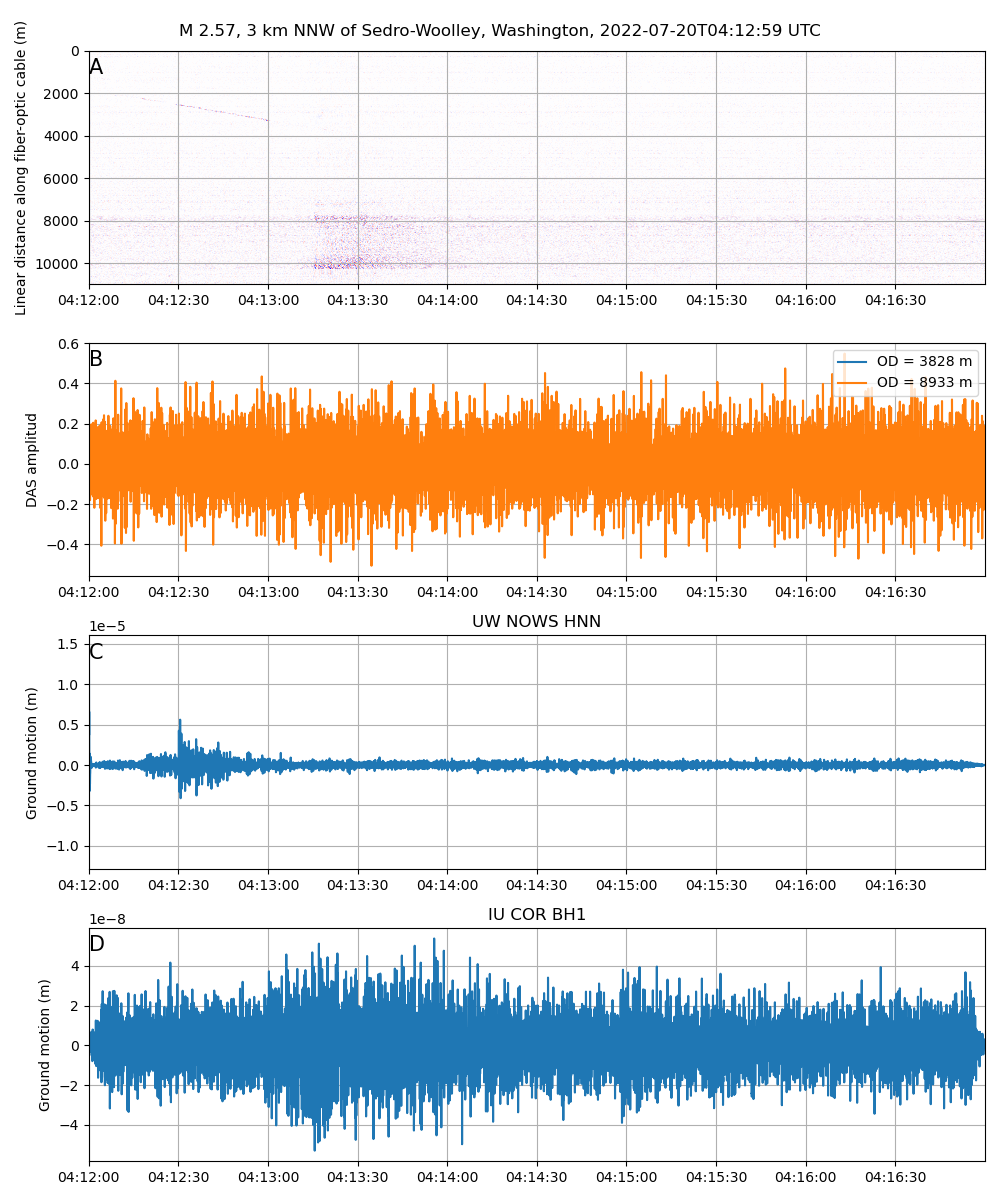 M 2.57, 3 km NNW of Sedro-Woolley, Washington, 2022-07-20T04:12:59 UTC
A
Linear distance along fiber-optic cable (m)
0
2000
4000
6000
8000
10000
04:12:00 04:12:30 04:13:00 04:13:30 04:14:00 04:14:30 04:15:00 04:15:30 04:16:00 04:16:30
B
OD = 3828 m
OD = 8933 m
DAS amplitud
0.6
0.4
0.2
0.0
−0.2
−0.4
04:12:00 04:12:30 04:13:00 04:13:30 04:14:00 04:14:30 04:15:00 04:15:30 04:16:00 04:16:30
UW NOWS HNN
1e−5
C
Ground motion (m)
1.5
1.0
0.5
0.0
−0.5
−1.0
04:12:00 04:12:30 04:13:00 04:13:30 04:14:00 04:14:30 04:15:00 04:15:30 04:16:00 04:16:30
IU COR BH1
1e−8
D
Ground motion (m)
4
2
0
−2
−4
04:12:00 04:12:30 04:13:00 04:13:30 04:14:00 04:14:30 04:15:00 04:15:30 04:16:00 04:16:30